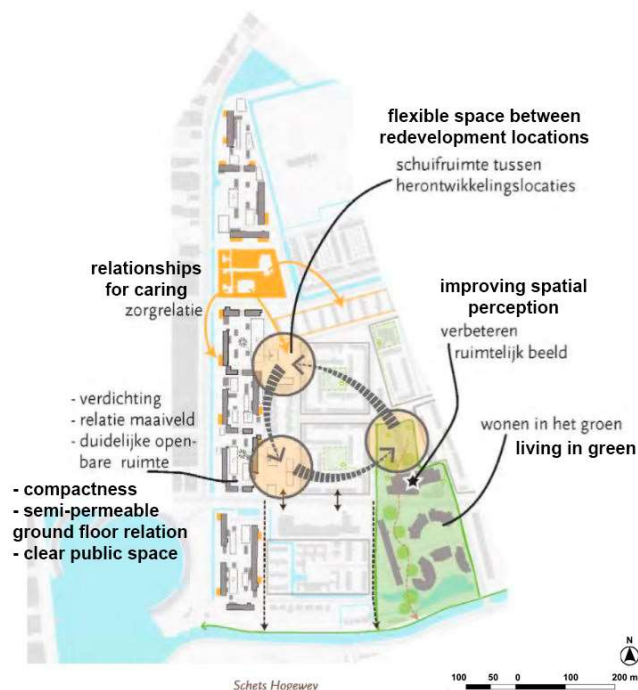 flexible space between
redevelopment locations
schuifruimte tussen
herontwikkelingslocaties
relationships
for caring
zorgrelatie
improving spatial
perception
verbeteren
ruimtelijk beeld
- verdichting
- relatie maaiveld
- duidelijke open-
bare ruimte
wonen in het groen
living in green
- compactness
- semi-permeable
ground floor relation
- clear public space
N
Schets Hogewey
100 50 0 100 200 m